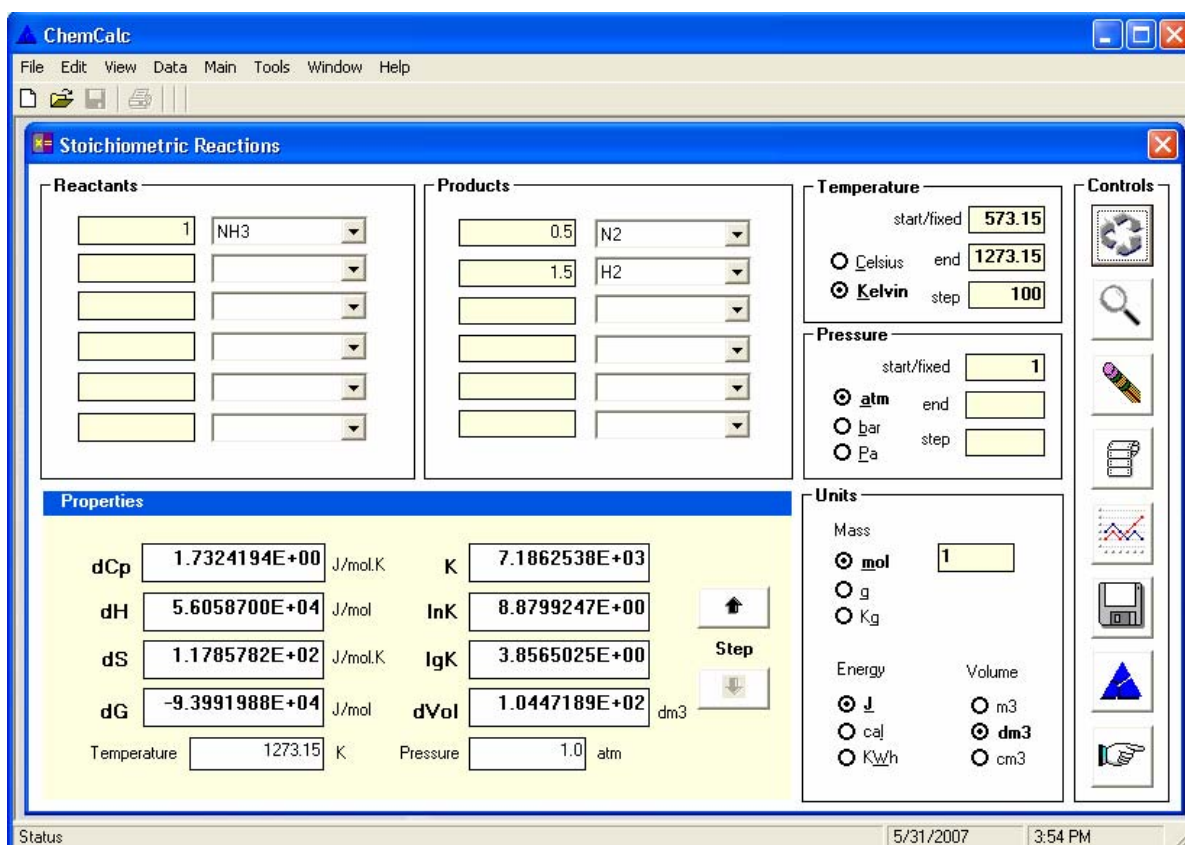 ChemCalc
File Edit View Data Main Tools Window Help
Stoichiometric Reactions
Reactants
1 NH3
Products
0.5 N2
1.5 H2
Temperature
start/fixed 573.15
Celsius end 1273.15
Kelvin step 100
Pressure
start/fixed 1
atm end
bar
step
Pa
Controls
Properties
dCp 1.7324194E+00 J/mol.K K 7.1862538E+03
dH 5.6058700E+04 J/mol lnK 8.8799247E+00
dS 1.1785782E+02 J/mol.K lgK 3.8565025E+00
dG -9.3991988E+04 J/mol dVol 1.0447189E+02 dm3
Temperature 1273.15 K Pressure 1.0 atm
Step
Units
Mass
mol 1
g
Kg
Energy Volume
J m3
cal dm3
KWh cm3
Status 5/31/2007 3:54 PM